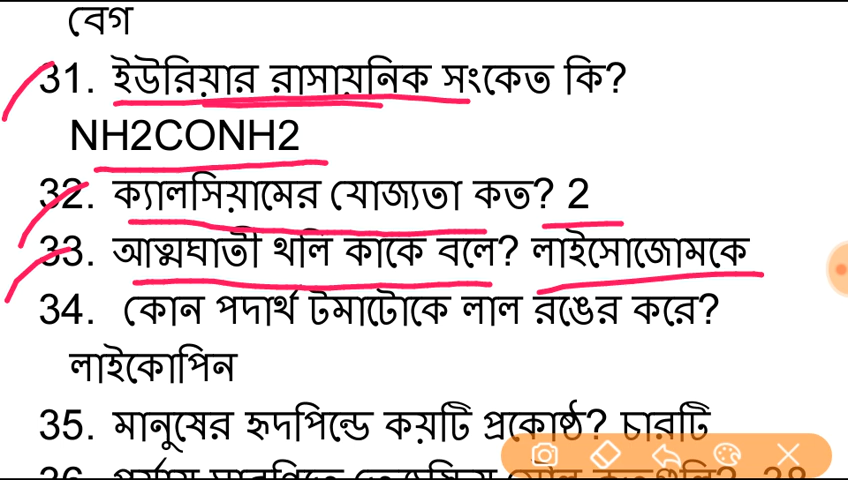 বেগ
31. ইউরিয়ার রাসায়নিক সংকেত কি?
NH2CONH2
32. ক্যালসিয়ামের যোজ্যতা কত? 2
33. আত্মঘাতী থলি কাকে বলে? লাইসোজোমকে
34. কোন পদার্থ টমাটোকে লাল রঙের করে?
লাইকোপিন
35. মানুষের হৃদপিন্ডে কয়টি প্রকোষ্ঠ? চারটি
36.